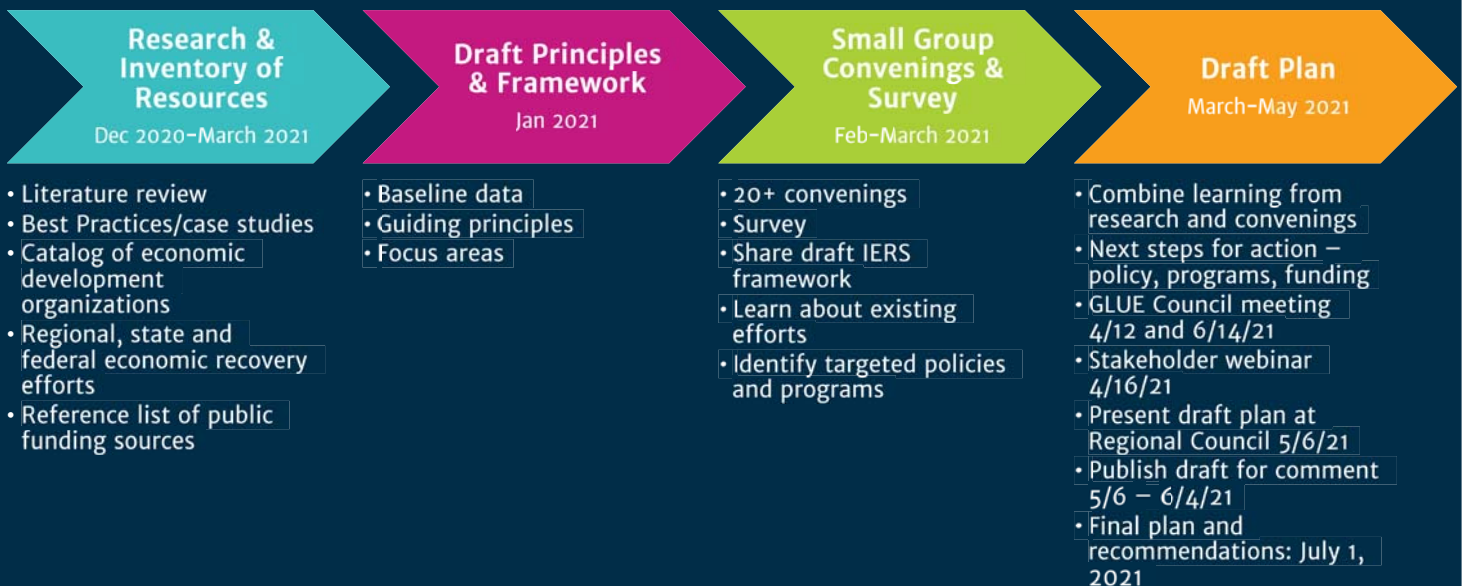 Research &
Inventory of
Resources
Dec 2020–March 2021
• Literature review
• Best Practices/case studies
• Catalog of economic
development
organizations
• Regional, state and
federal economic recovery
efforts
• Reference list of public
funding sources
Draft Principles
& Framework
Jan 2021
• Baseline data
• Guiding principles
• Focus areas
Small Group
Convenings &
Survey
Feb–March 2021
• 20+ convenings
• Survey
• Share draft IERS
framework
• Learn about existing
efforts
• Identify targeted policies
and programs
Draft Plan
March–May 2021
• Combine learning from
research and convenings
• Next steps for action –
policy, programs, funding
• GLUE Council meeting
4/12 and 6/14/21
• Stakeholder webinar
4/16/21
• Present draft plan at
Regional Council 5/6/21
• Publish draft for comment
5/6 – 6/4/21
• Final plan and
recommendations: July 1,
2021